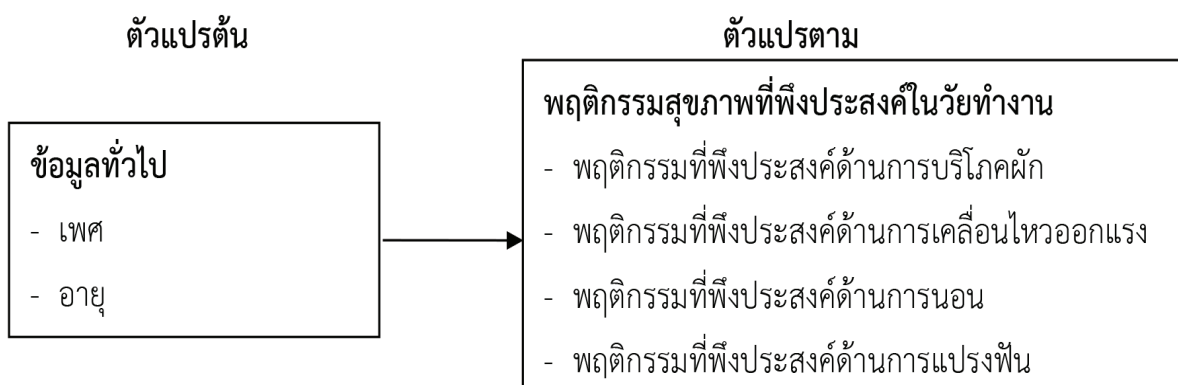 ตัวแปรต้น
ตัวแปรตาม
ข้อมูลทั่วไป
- เพศ
- อายุ
พฤติกรรมสุขภาพที่พึงประสงค์ในวัยทำงาน
- พฤติกรรมที่พึงประสงค์ด้านการบริโภคผัก
- พฤติกรรมที่พึงประสงค์ด้านการเคลื่อนไหวออกแรง
- พฤติกรรมที่พึงประสงค์ด้านการนอน
- พฤติกรรมที่พึงประสงค์ด้านการแปรงฟัน